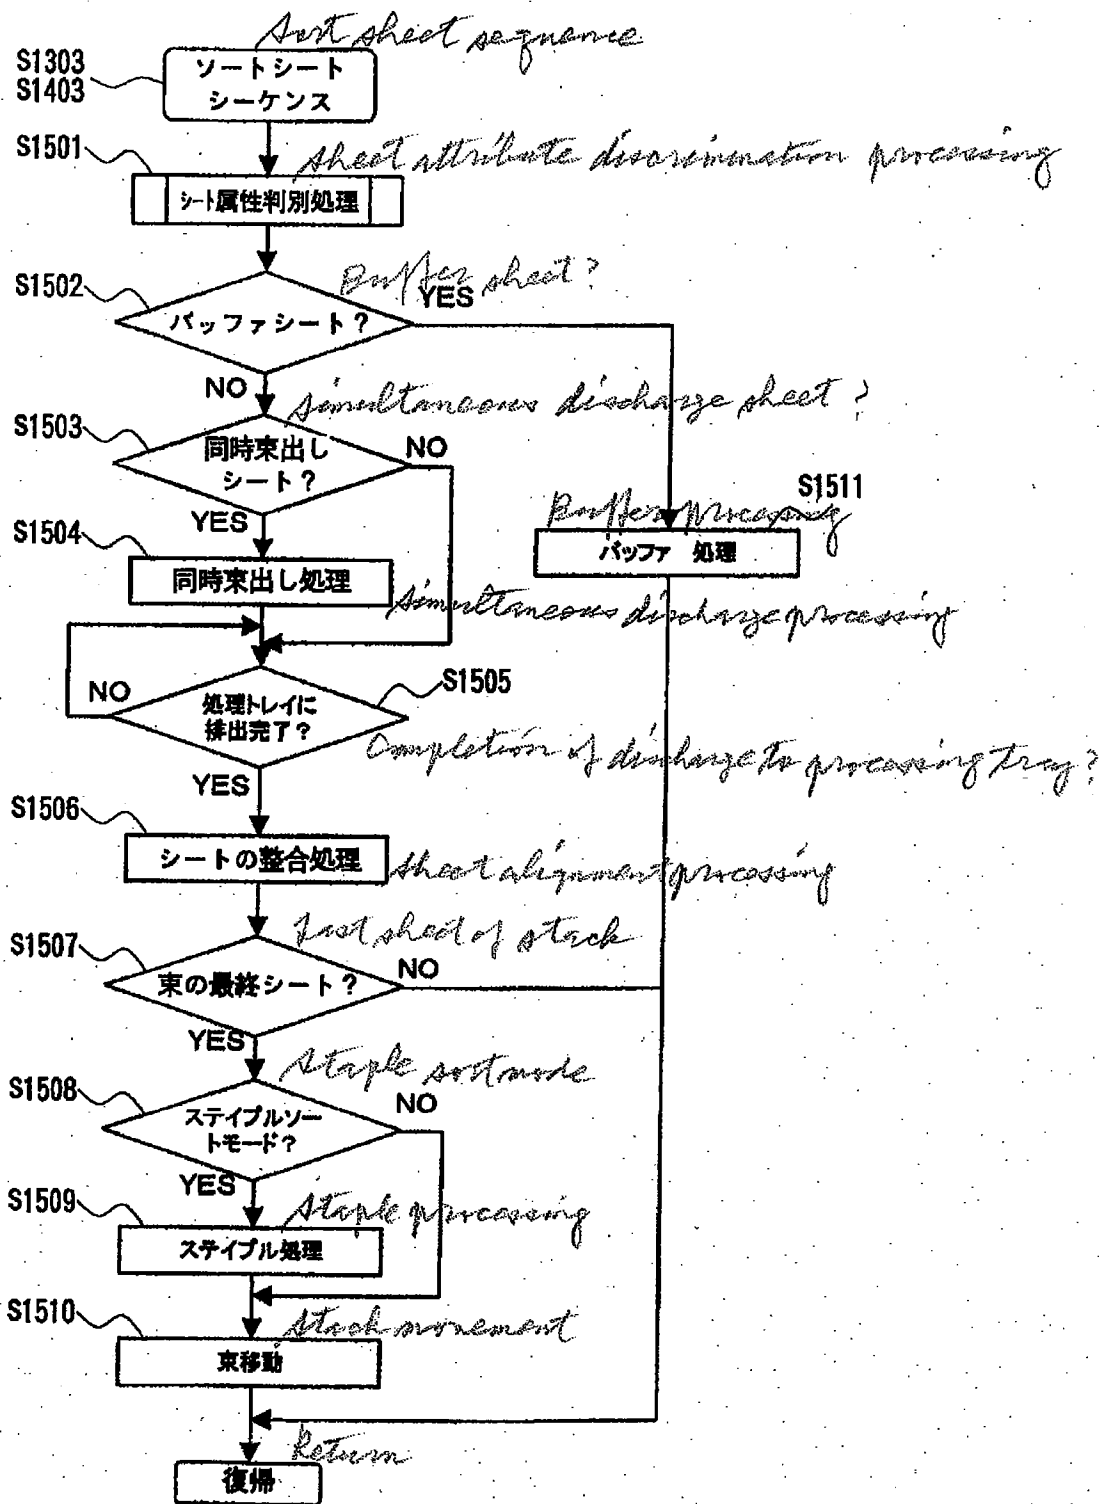 Sort sheet sequence
S1303
S1403
ソートシート
シーケンス
S1501
sheet attribute discrimination processing
シート属性判別処理
S1502
Buffer sheet?
YES
バッファシート？
NO
simultaneous discharge sheet?
S1503
同時束出し
シート？
NO
YES
S1511
Buffer processing
バッファ 処理
S1504
同時束出し処理
simultaneous discharge processing
NO
S1505
処理トレイに
排出完了？
Completion of discharge to processing tray?
YES
S1506
シートの整合処理
sheet alignment processing
Last sheet of stack
S1507
束の最終シート？
NO
YES
Staple sort mode
S1508
ステイプルソー
トモード？
NO
YES
S1509
Staple processing
ステイプル処理
S1510
Stack movement
束移動
Return
復帰